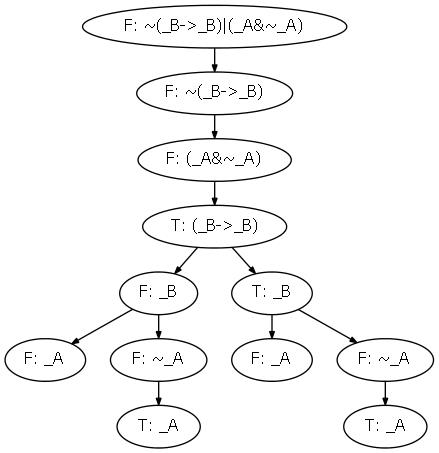 F: ~(_B->_B)|(_A&~_A)
F: ~(_B->_B)
F: (_A&~_A)
T: (_B->_B)
F: _B
T: _B
F: _A
F: ~_A
F: _A
F: ~_A
T: _A
T: _A